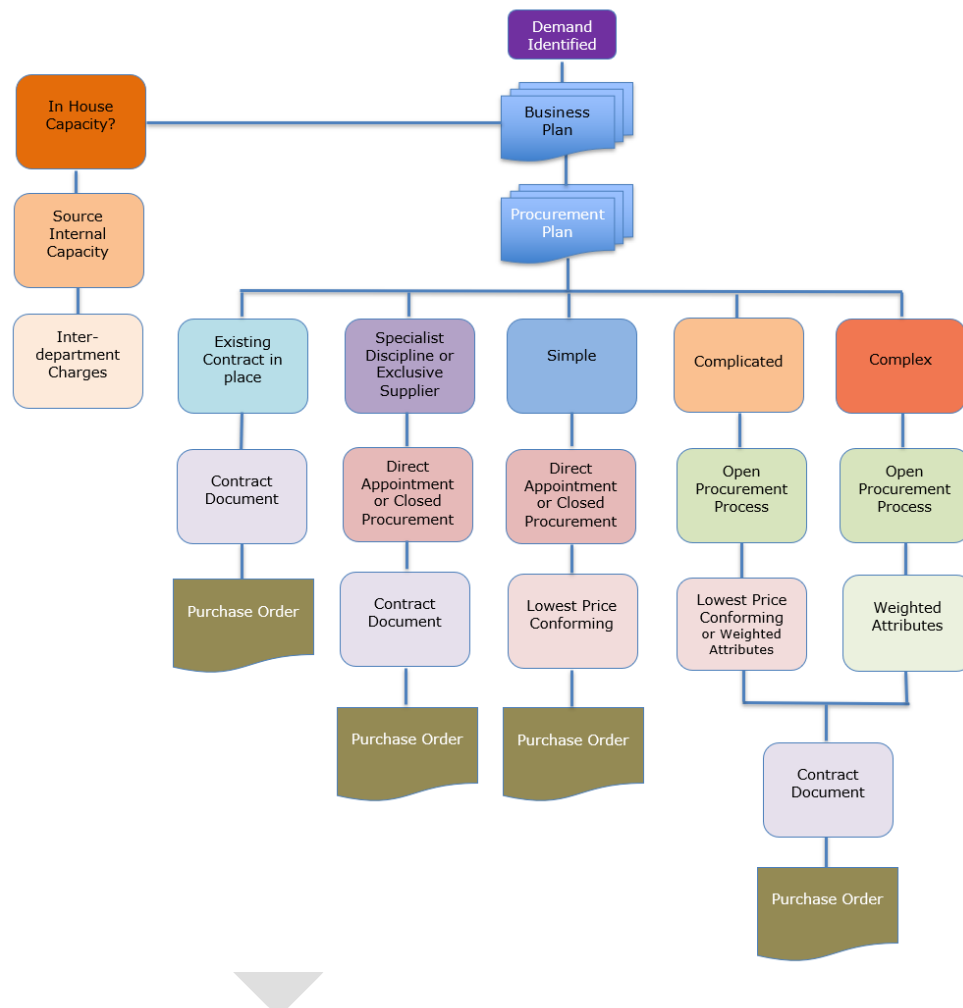 Demand
Identified
In House
Capacity?
Business
Plan
Source
Internal
Capacity
Procurement
Plan
Inter-
department
Charges
Existing
Contract in
place
Specialist
Discipline or
Exclusive
Supplier
Simple
Complicated
Complex
Contract
Document
Direct
Appointment
or Closed
Procurement
Direct
Appointment
or Closed
Procurement
Open
Procurement
Process
Open
Procurement
Process
Purchase Order
Contract
Document
Lowest Price
Conforming
Lowest Price
Conforming
or Weighted
Attributes
Weighted
Attributes
Purchase Order
Purchase Order
Contract
Document
Purchase Order